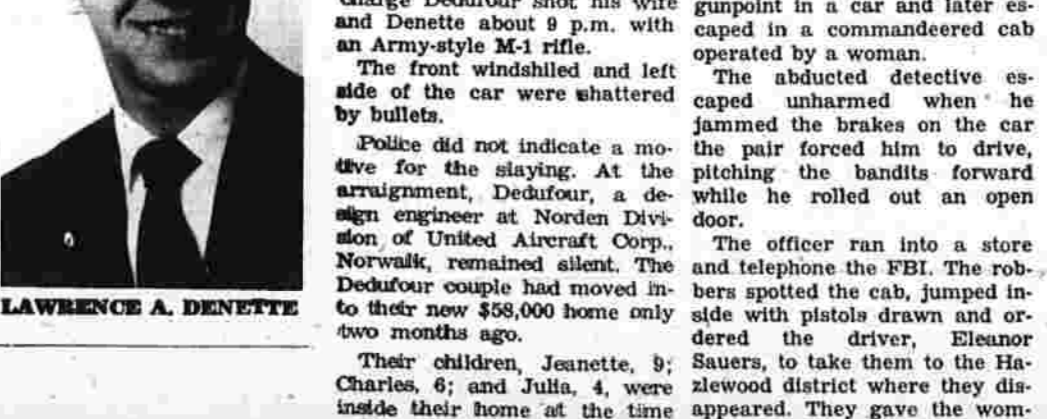 LAWRENCE A. DENETTE
charge Dedufour shot his wife
and Denette about 9 p.m. with
an Army-style M-1 rifle.
The front windshiled and left
side of the car were shattered
by bullets.
Police did not indicate a mo-
tive for the slaying. At the
arraignment, Dedufour, a de-
sign engineer at Norden Divi-
sion of United Aircraft Corp.,
Norwalk, remained silent. The
Dedufour couple had moved in-
to their new $58,000 home only
two months ago.
Their children, Jeanette, 9;
Charles, 6; and Julia, 4, were
inside their home at the time
gunpoint in a car and later es-
caped in a commandeered cab
operated by a woman.
The abducted detective es-
caped unharmed when he
jammed the brakes on the car
the pair forced him to drive,
pitching the bandits forward
while he rolled out an open
door.
The officer ran into a store
and telephone the FBI. The rob-
bers spotted the cab, jumped in-
side with pistols drawn and or-
dered the driver, Eleanor
Sauers, to take them to the Ha-
zlewood district where they dis-
appeared. They gave the wom-